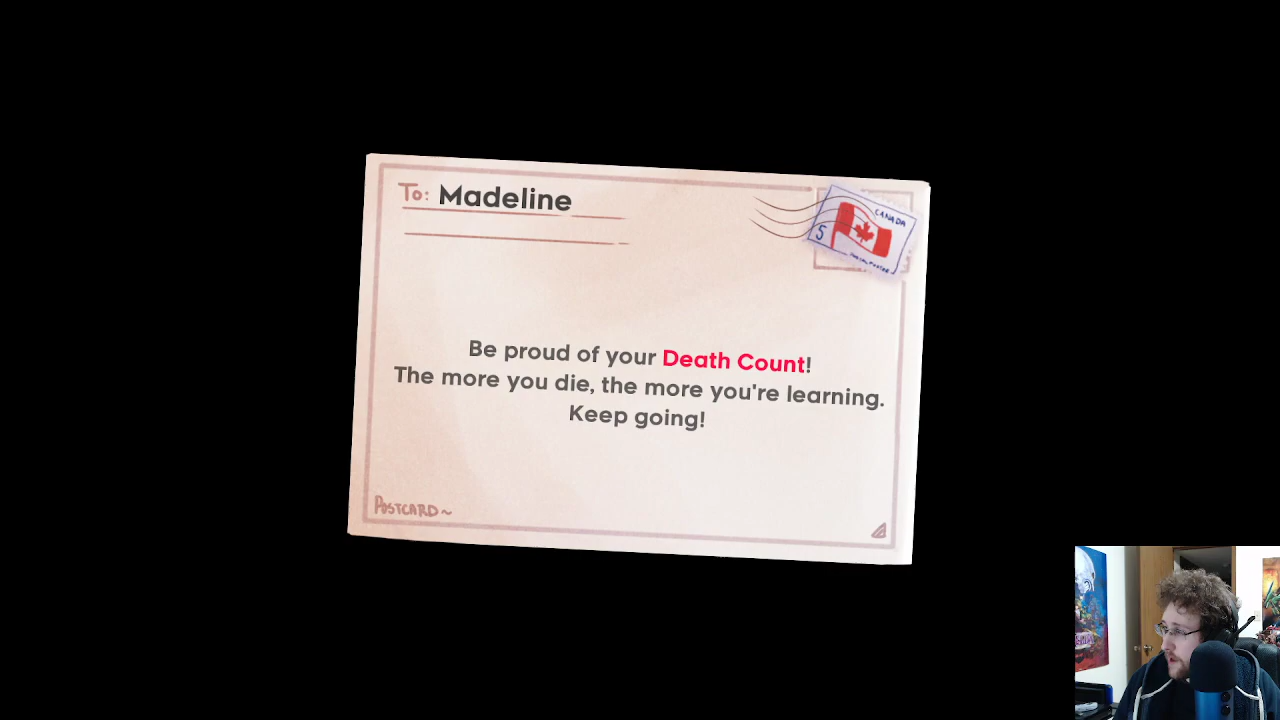 To: Madeline
CANADA
5
Be proud of your Death Count!
The more you die, the more you're learning.
Keep going!
POSTCARD~